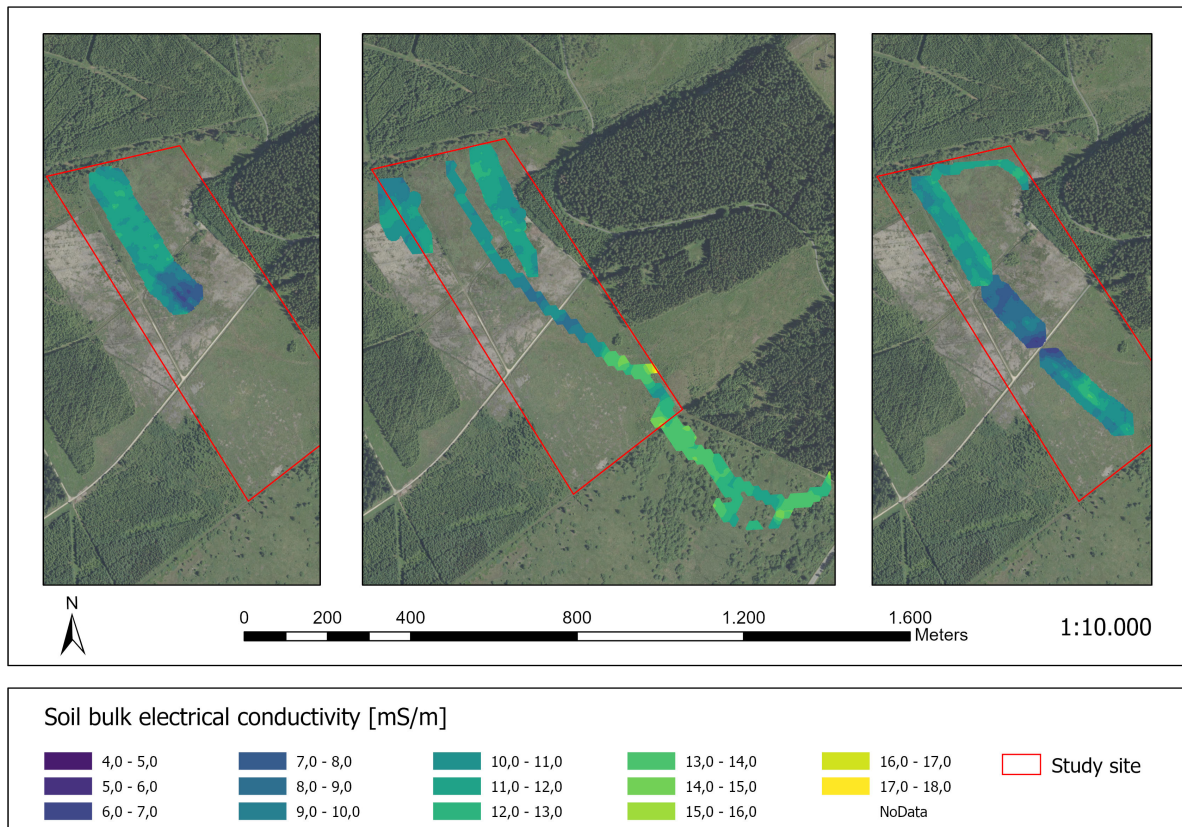 N
0 200 400 800 1.200 1.600
Meters
1:10.000
Soil bulk electrical conductivity [mS/m]
4,0 - 5,0 7,0 - 8,0 10,0 - 11,0 13,0 - 14,0 16,0 - 17,0 Study site
5,0 - 6,0 8,0 - 9,0 11,0 - 12,0 14,0 - 15,0 17,0 - 18,0
6,0 - 7,0 9,0 - 10,0 12,0 - 13,0 15,0 - 16,0 NoData